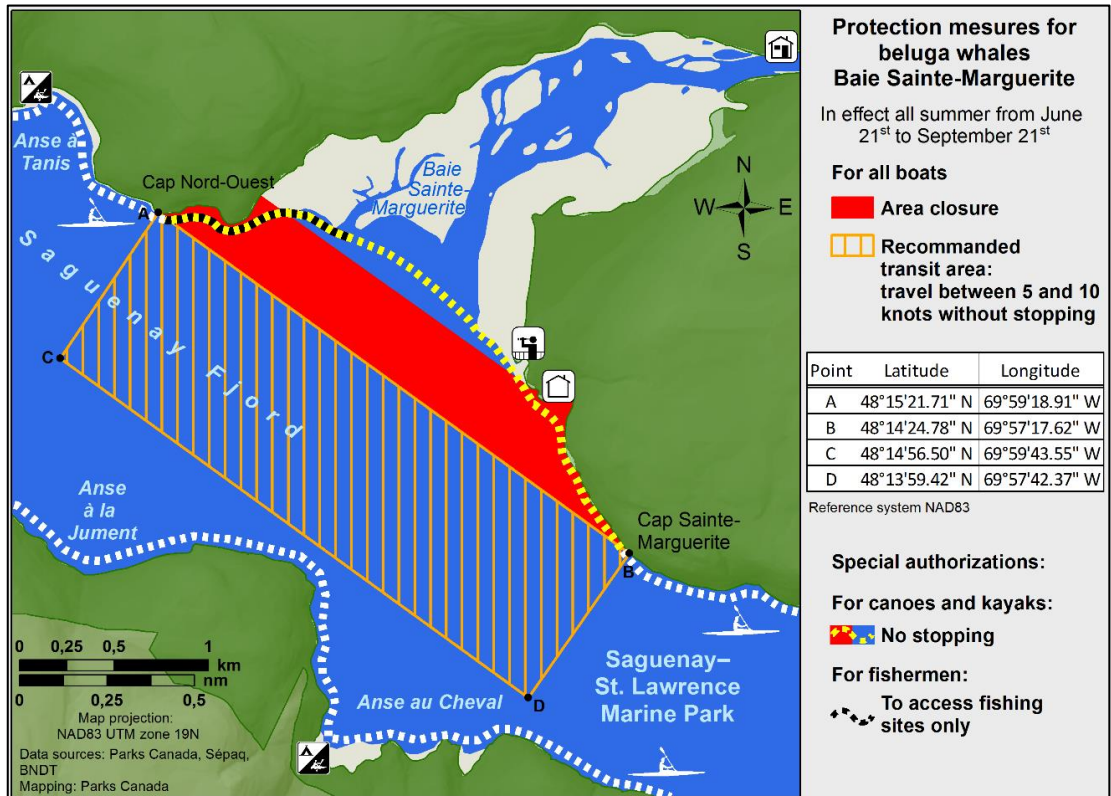 Protection mesures for
beluga whales
Baie Sainte-Marguerite
In effect all summer from June
21st to September 21st
For all boats
Area closure
Recommanded
transit area:
travel between 5 and 10
knots without stopping
Point Latitude Longitude
A 48°15'21.71" N 69°59'18.91" W
B 48°14'24.78" N 69°57'17.62" W
C 48°14'56.50" N 69°59'43.55" W
D 48°13'59.42" N 69°57'42.37" W
Reference system NAD83
Special authorizations:
For canoes and kayaks:
No stopping
For fishermen:
To access fishing
sites only
Anse à
Tanis
Cap Nord-Ouest
Baie
Sainte-
Marguerite
N
W E
S
A
Saguenay Fjord
C
Anse
à la
Jument
Cap Sainte-
Marguerite
B
Saguenay–
St. Lawrence
Marine Park
Anse au Cheval
D
0 0,25 0,5 1
km
nm
0 0,25 0,5
Map projection:
NAD83 UTM zone 19N
Data sources: Parks Canada, Sépaq,
BNDT
Mapping: Parks Canada